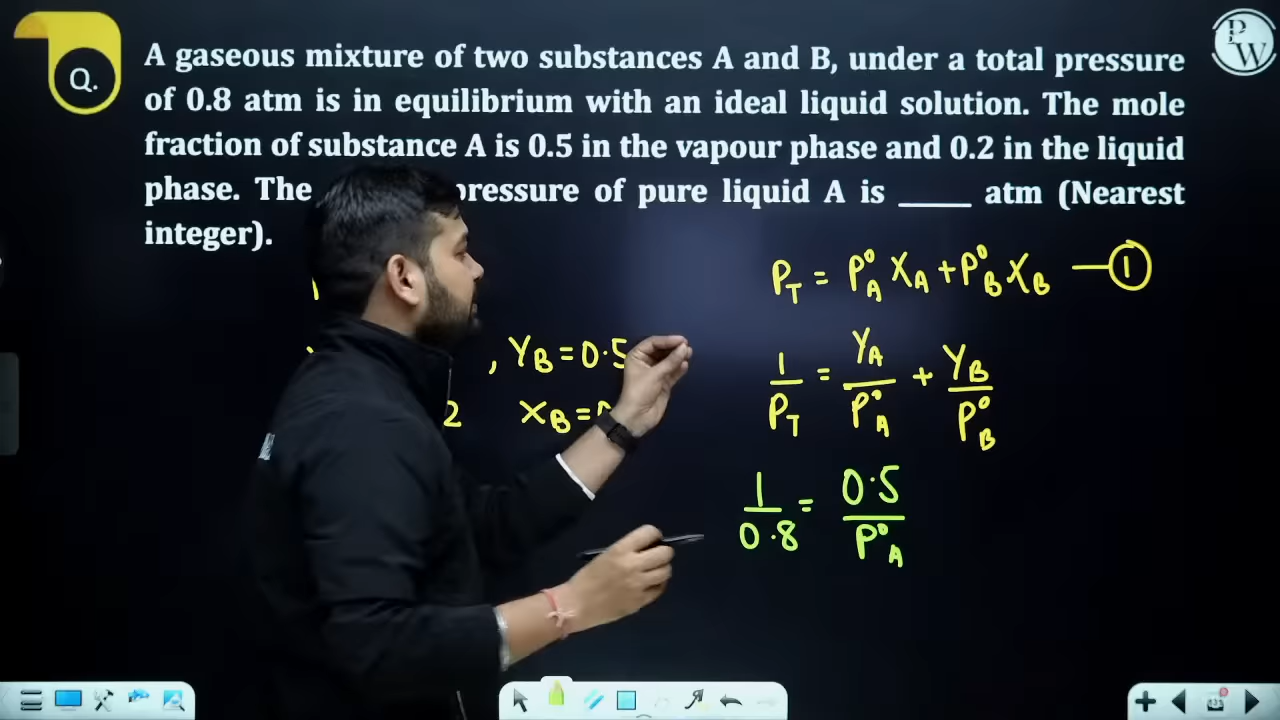 Q.
A gaseous mixture of two substances A and B, under a total pressure
of 0.8 atm is in equilibrium with an ideal liquid solution. The mole
fraction of substance A is 0.5 in the vapour phase and 0.2 in the liquid
phase. The pressure of pure liquid A is ____ atm (Nearest
integer).
PW
P_T = P°_A X_A + P°_B X_B —①
, Y_B = 0.5
1/P_T = Y_A/P°_A + Y_B/P°_B
2 X_B =
1/0.8 = 0.5/P°_A